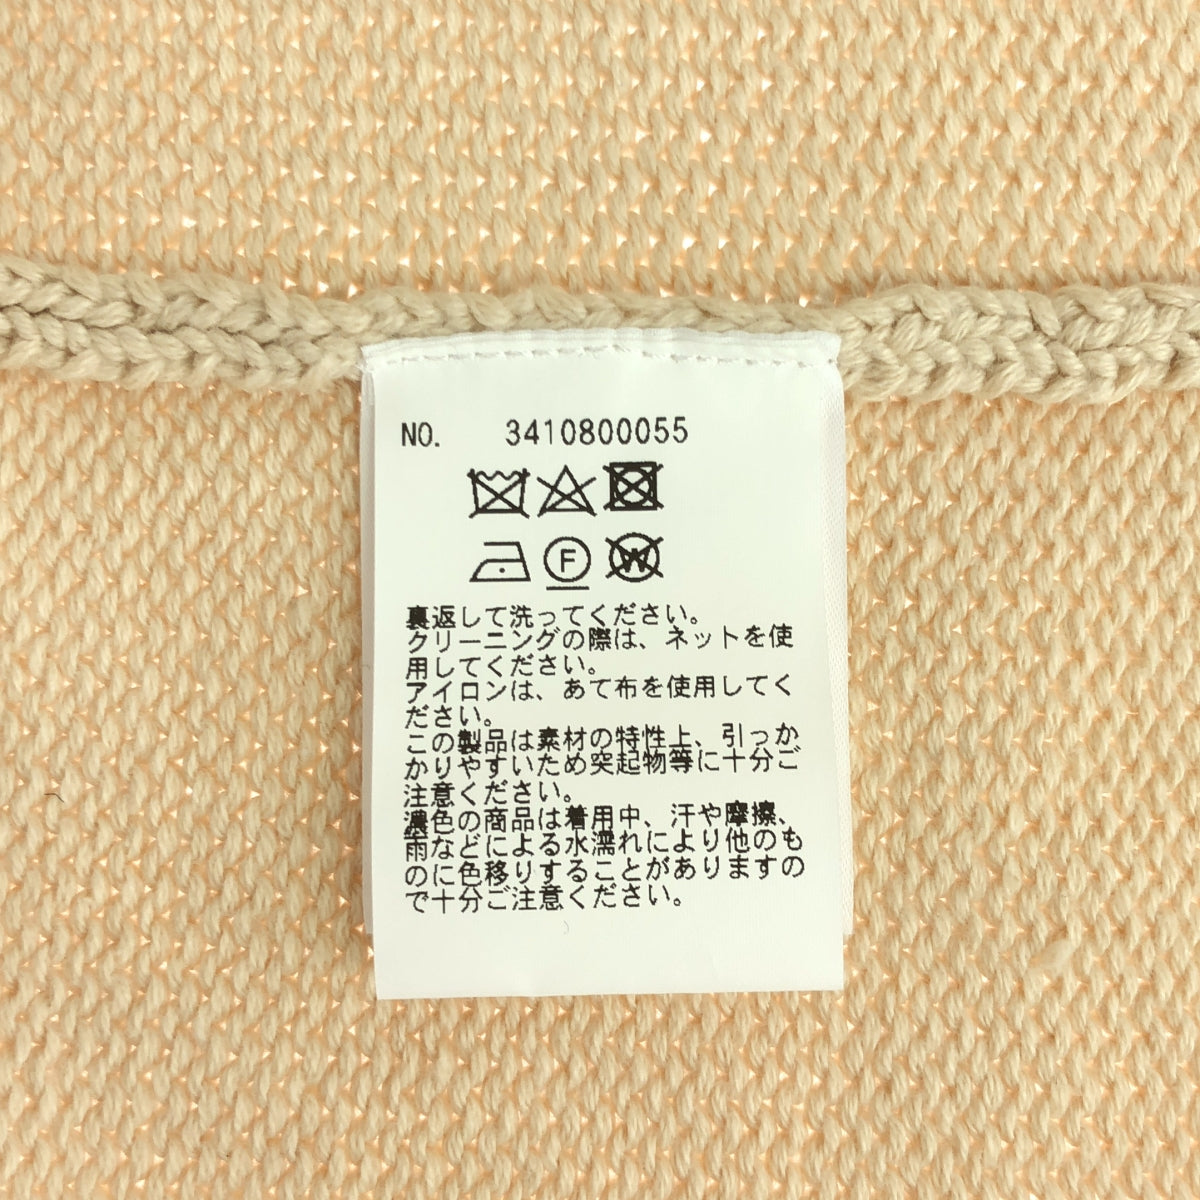 NO. 3410800055
F
W
裏返して洗ってください。
クリーニングの際は、ネットを使
用してください。
アイロンは、あて布を使用してく
ださい。
この製品は素材の特性上、引っか
かりやすいため突起物等に十分ご
注意ください。
濃色の商品は着用中、汗や摩擦、
雨などによる水濡れにより他のも
のに色移りすることがありますの
で十分ご注意ください。